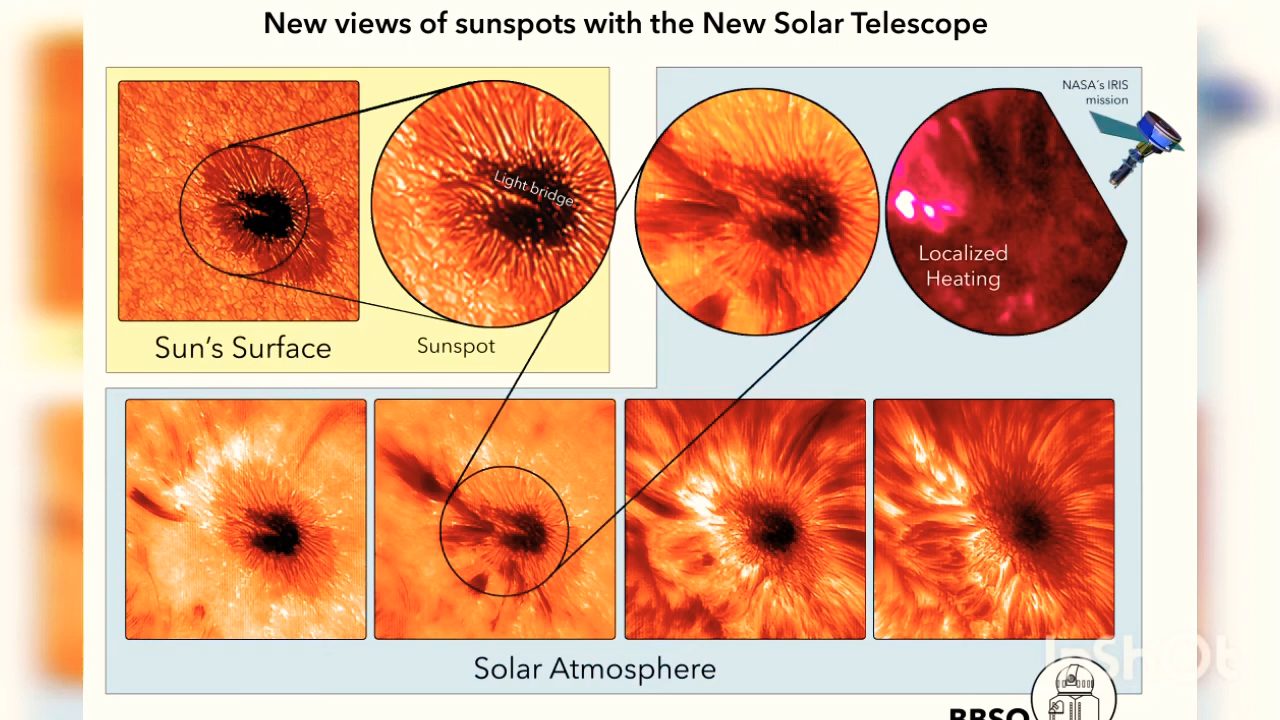 New views of sunspots with the New Solar Telescope
NASA´s IRIS
mission
Light bridge
Localized
Heating
Sun's Surface
Sunspot
Solar Atmosphere
InShOt
BBSO